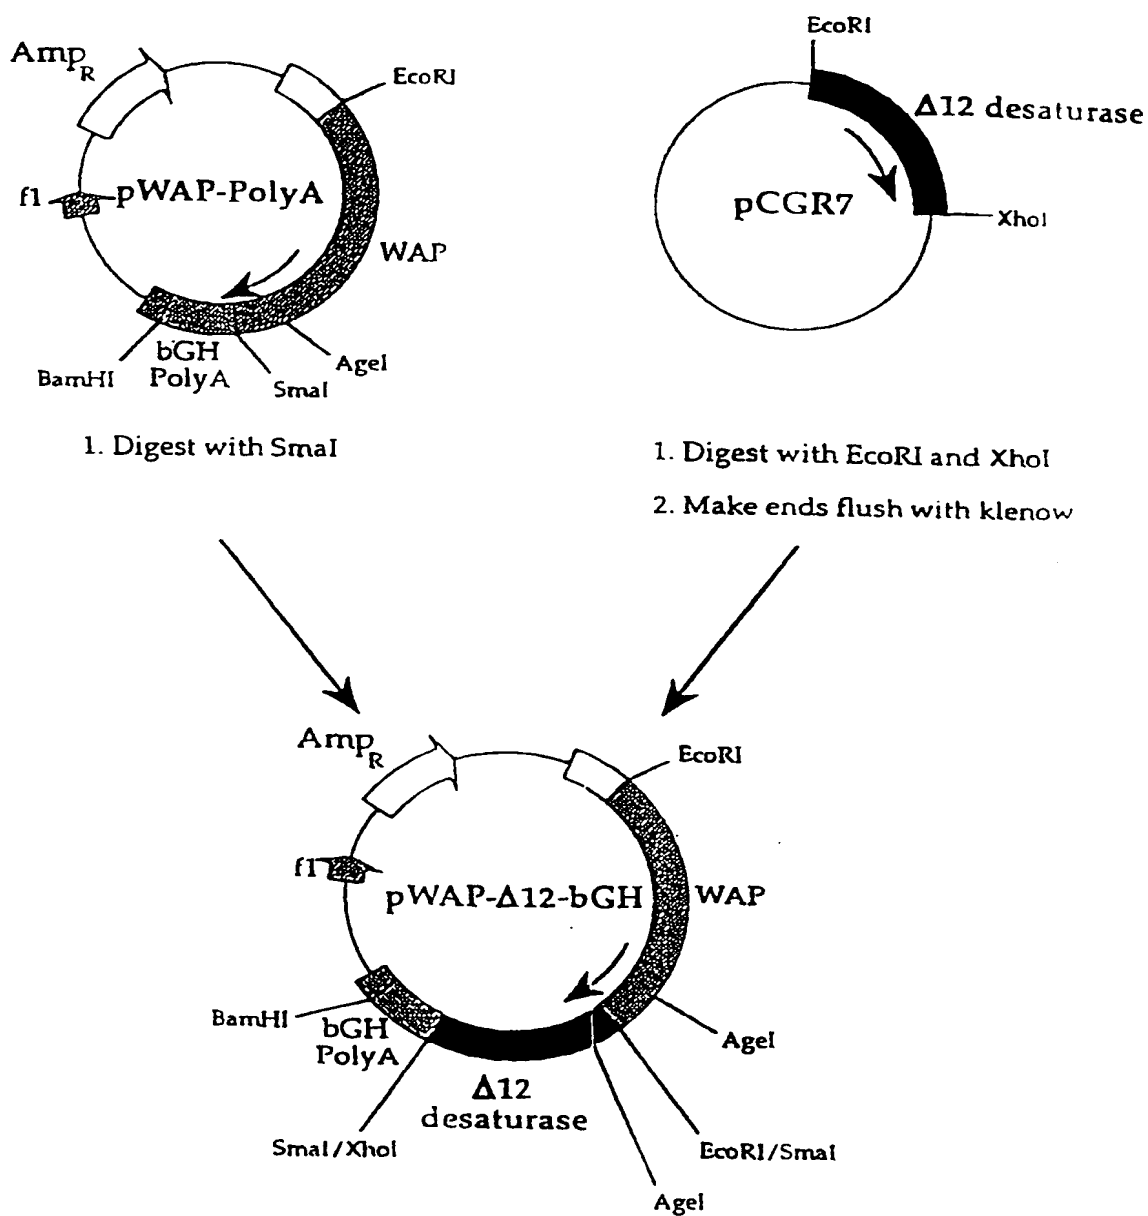 Amp R
EcoRI
f1
pWAP-PolyA
WAP
BamHI
bGH
PolyA
SmaI
AgeI
1. Digest with SmaI
EcoRI
Δ12 desaturase
pCGR7
XhoI
1. Digest with EcoRI and XhoI
2. Make ends flush with klenow
Amp R
EcoRI
f1
pWAP-Δ12-bGH
WAP
BamHI
bGH
PolyA
AgeI
Δ12
desaturase
SmaI/XhoI
EcoRI/SmaI
AgeI